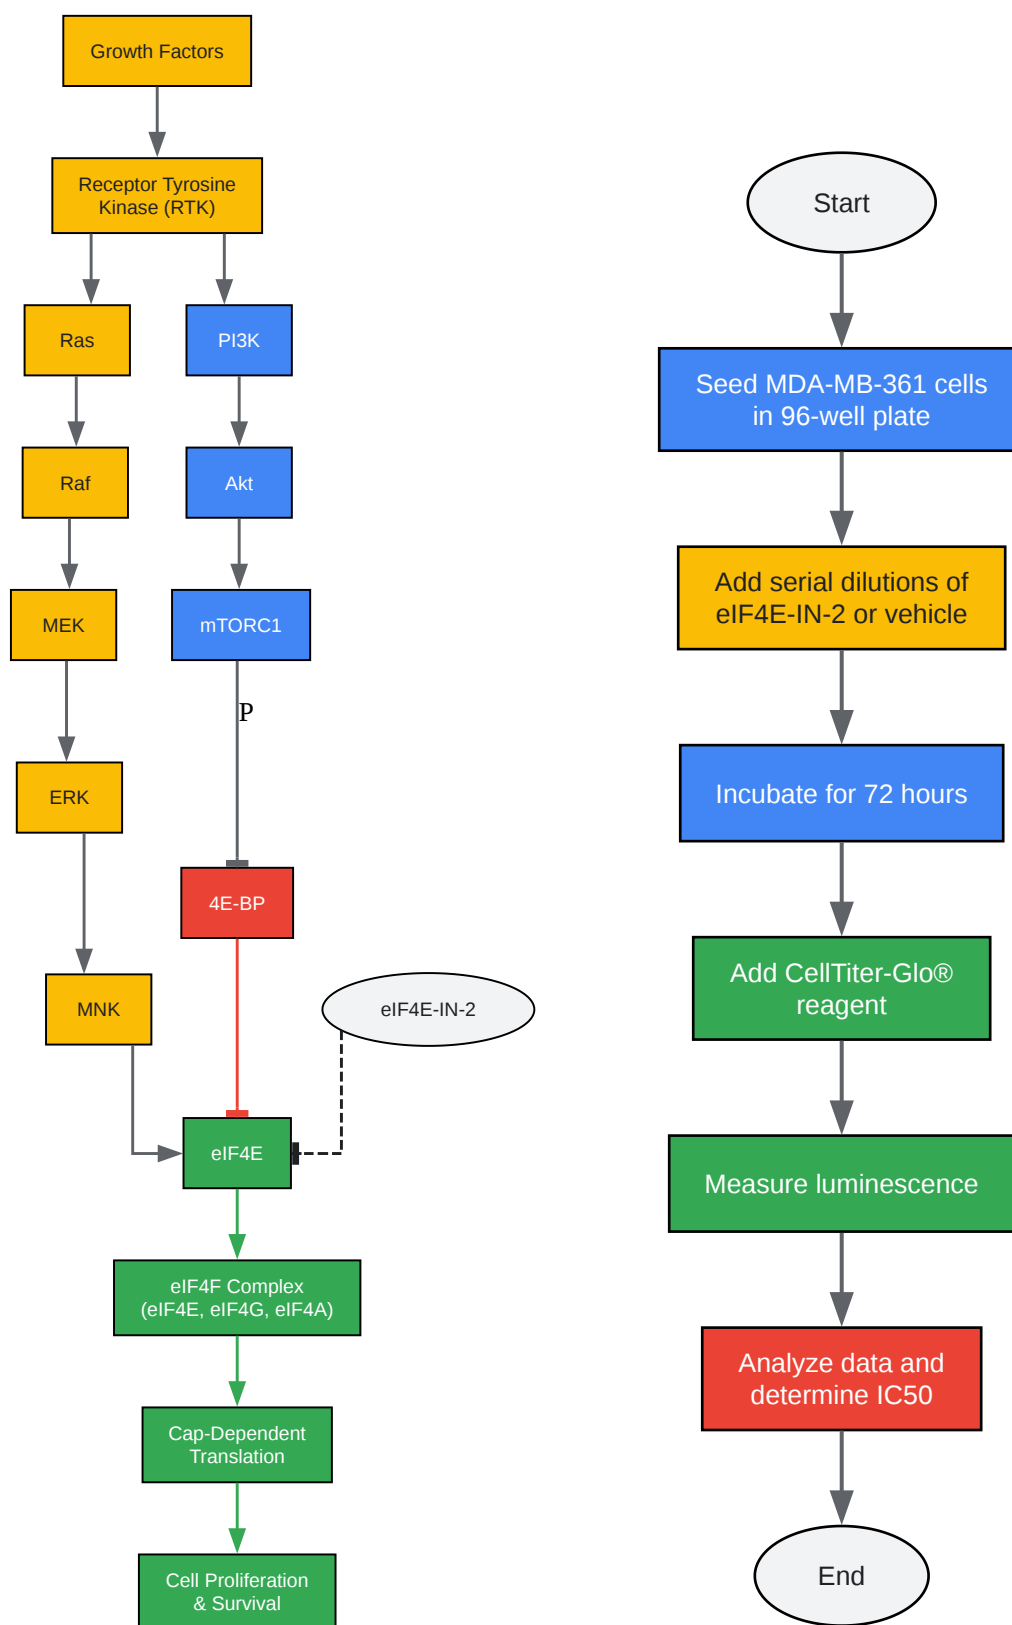 Growth Factors
Receptor Tyrosine
Kinase (RTK)
Ras
PI3K
Raf
Akt
MEK
mTORC1
P
ERK
4E-BP
MNK
eIF4E-IN-2
eIF4E
eIF4F Complex
(eIF4E, eIF4G, eIF4A)
Cap-Dependent
Translation
Cell Proliferation
& Survival
Start
Seed MDA-MB-361 cells
in 96-well plate
Add serial dilutions of
eIF4E-IN-2 or vehicle
Incubate for 72 hours
Add CellTiter-Glo®
reagent
Measure luminescence
Analyze data and
determine IC50
End